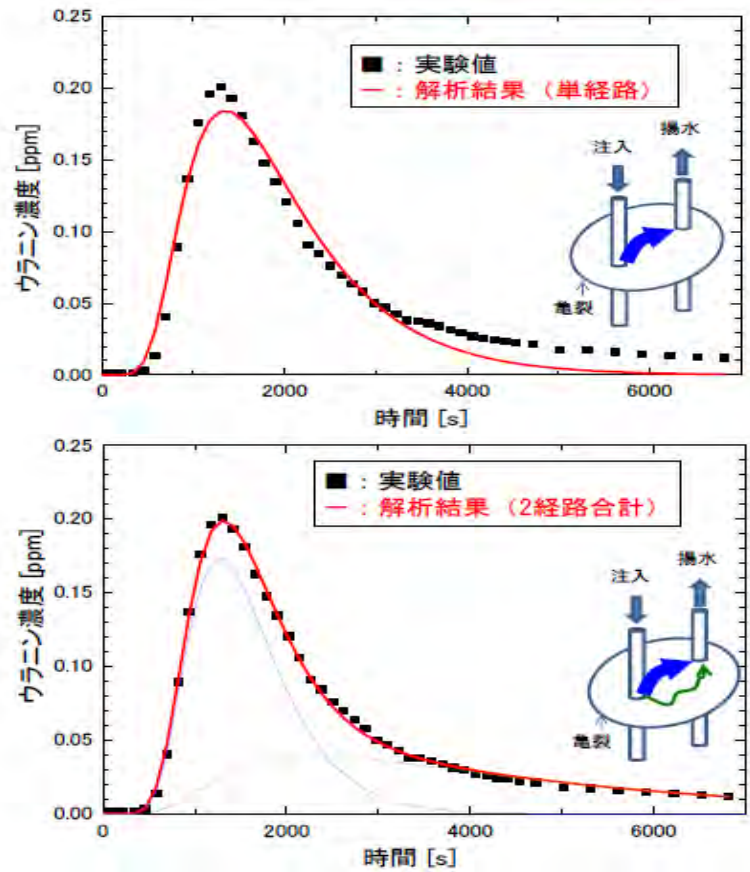 0.25
0.20
0.15
0.10
0.05
0.00
ウラニン濃度 [ppm]
■ : 実験値
― : 解析結果 (単経路)
注入
揚水
亀裂
0
2000
4000
6000
時間 [s]
0.25
0.20
0.15
0.10
0.05
0.00
ウラニン濃度 [ppm]
■ : 実験値
― : 解析結果 (2経路合計)
注入
揚水
亀裂
0
2000
4000
6000
時間 [s]